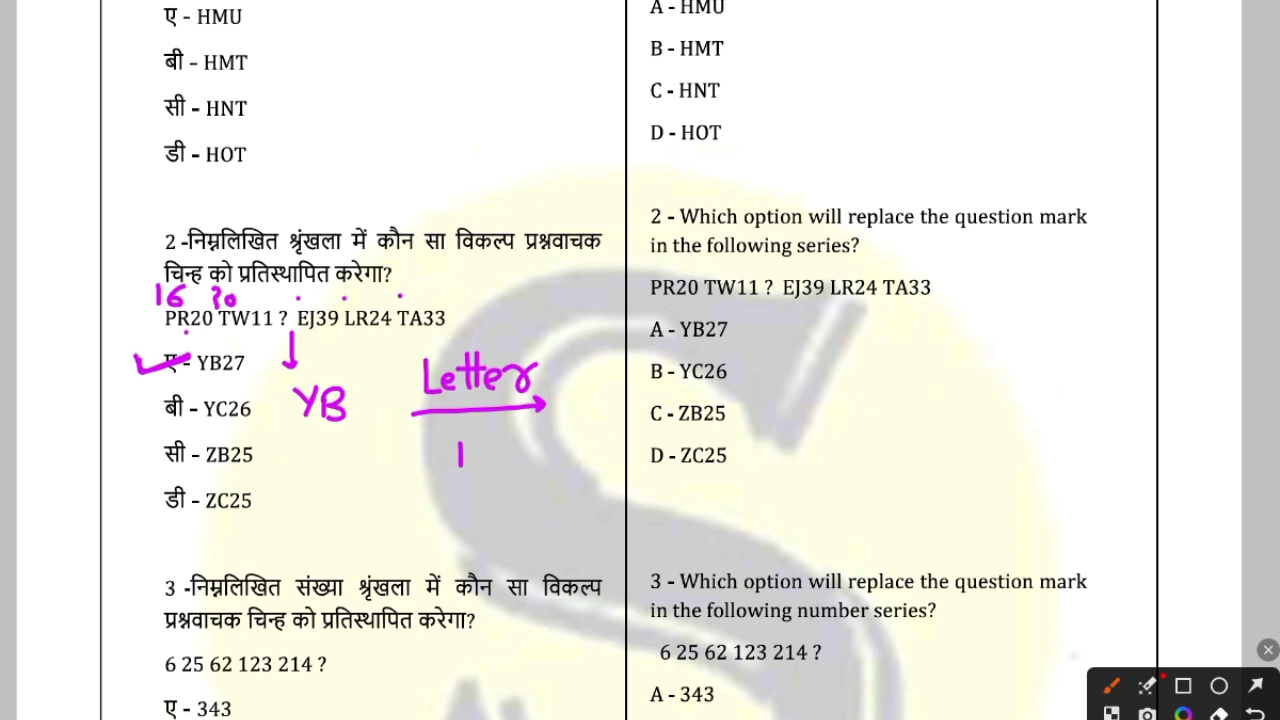 ए - HMU
बी - HMT
सी - HNT
डी - HOT
2 -निम्नलिखित श्रृंखला में कौन सा विकल्प प्रश्नवाचक
चिन्ह को प्रतिस्थापित करेगा?
16 20
PR20 TW11 ? EJ39 LR24 TA33
ए - YB27
YB
Letter
बी - YC26
सी - ZB25
डी - ZC25
3 -निम्नलिखित संख्या श्रृंखला में कौन सा विकल्प
प्रश्नवाचक चिन्ह को प्रतिस्थापित करेगा?
6 25 62 123 214 ?
ए - 343
A - HMU
B - HMT
C - HNT
D - HOT
2 - Which option will replace the question mark
in the following series?
PR20 TW11 ? EJ39 LR24 TA33
A - YB27
B - YC26
C - ZB25
D - ZC25
3 - Which option will replace the question mark
in the following number series?
6 25 62 123 214 ?
A - 343